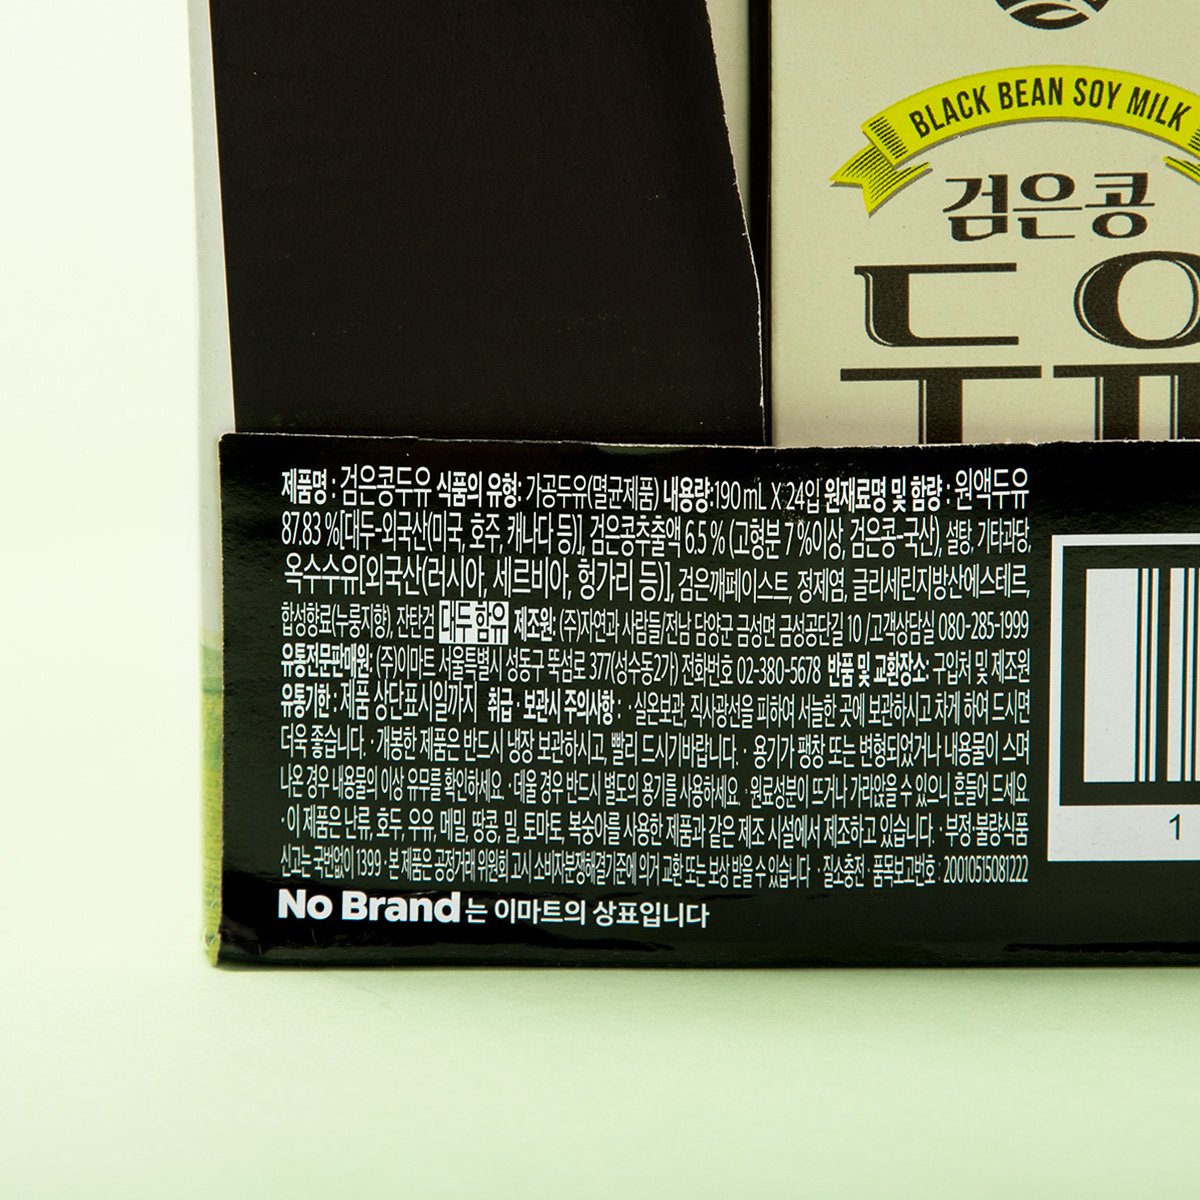 BLACK BEAN SOY MILK
검은콩
두유
제품명 : 검은콩두유 식품의 유형: 가공두유(멸균제품) 내용량:190mL X 24입 원재료명 및 함량 : 원액두유
87.83 %[대두-외국산(미국, 호주, 캐나다 등)], 검은콩추출액 6.5 % (고형분 7 %이상, 검은콩-국산), 설탕, 기타과당,
옥수수유[외국산(러시아, 세르비아, 헝가리 등)], 검은깨페이스트, 정제염, 글리세린지방산에스테르,
합성향료(누룽지향), 잔탄검 대두 함유 제조원: (주)자연과 사람들/전남 담양군 금성면 금성공단길 10 /고객상담실 080-285-1999
유통전문판매원: (주)이마트 서울특별시 성동구 뚝섬로 377(성수동2가) 전화번호 02-380-5678 반품 및 교환장소: 구입처 및 제조원
유통기한 : 제품 상단표시일까지 취급 · 보관시 주의사항 : · 실온보관, 직사광선을 피하여 서늘한 곳에 보관하시고 차게 하여 드시면
더욱 좋습니다. · 개봉한 제품은 반드시 냉장 보관하시고, 빨리 드시기바랍니다. · 용기가 팽창 또는 변형되었거나 내용물이 스며
나온 경우 내용물의 이상 유무를 확인하세요. · 데울 경우 반드시 별도의 용기를 사용하세요. · 원료성분이 뜨거나 가라앉을 수 있으니 흔들어 드세요
· 이 제품은 난류, 호두, 우유, 메밀, 땅콩, 밀, 토마토, 복숭아를 사용한 제품과 같은 제조 시설에서 제조하고 있습니다. · 부정·불량식품
신고는 국번없이 1399 · 본 제품은 공정거래 위원회 고시 소비자분쟁해결기준에 의거 교환 또는 보상 받을 수 있습니다 · 질소충전 · 품목보고번호 : 20010515081222
No Brand는 이마트의 상표입니다
1